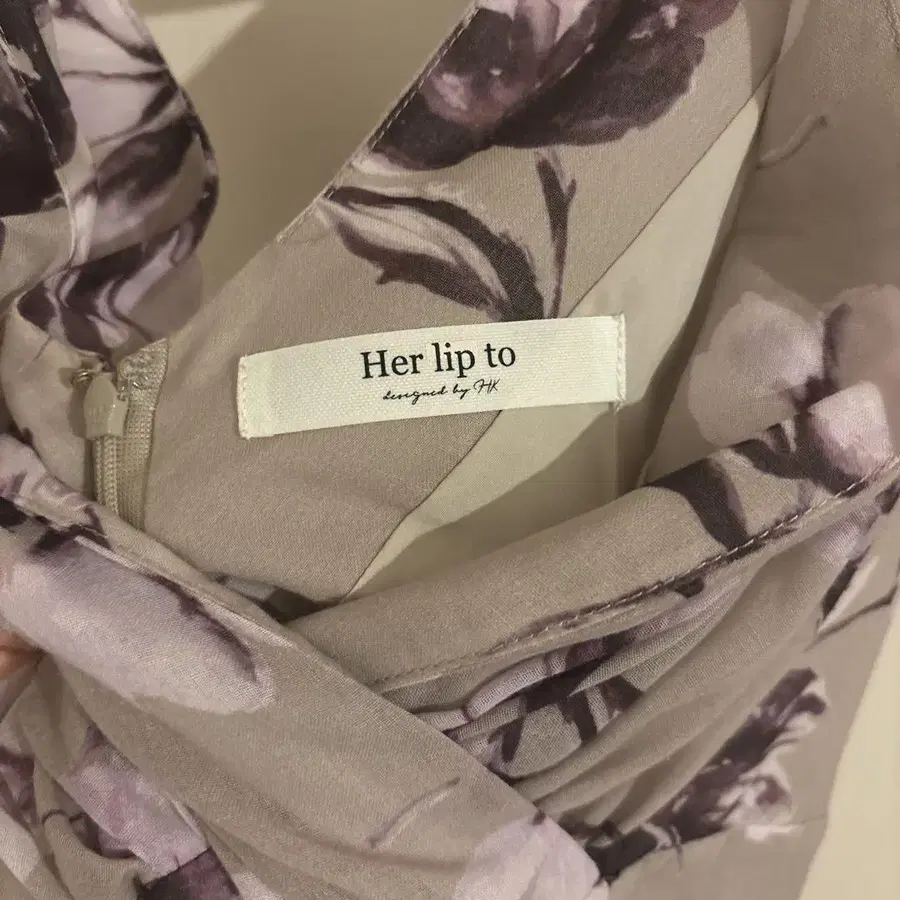 Her lip to
designed by HK